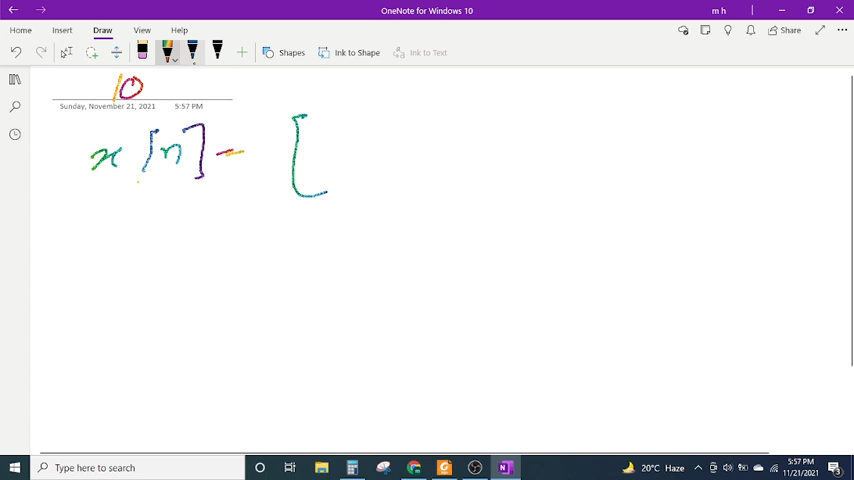 OneNote for Windows 10
m h
Home Insert Draw View Help
Share
Shapes Ink to Shape Ink to Text
10
Sunday, November 21, 2021 5:57 PM
x[n] = [
Type here to search
20°C Haze
5:57 PM
11/21/2021
3